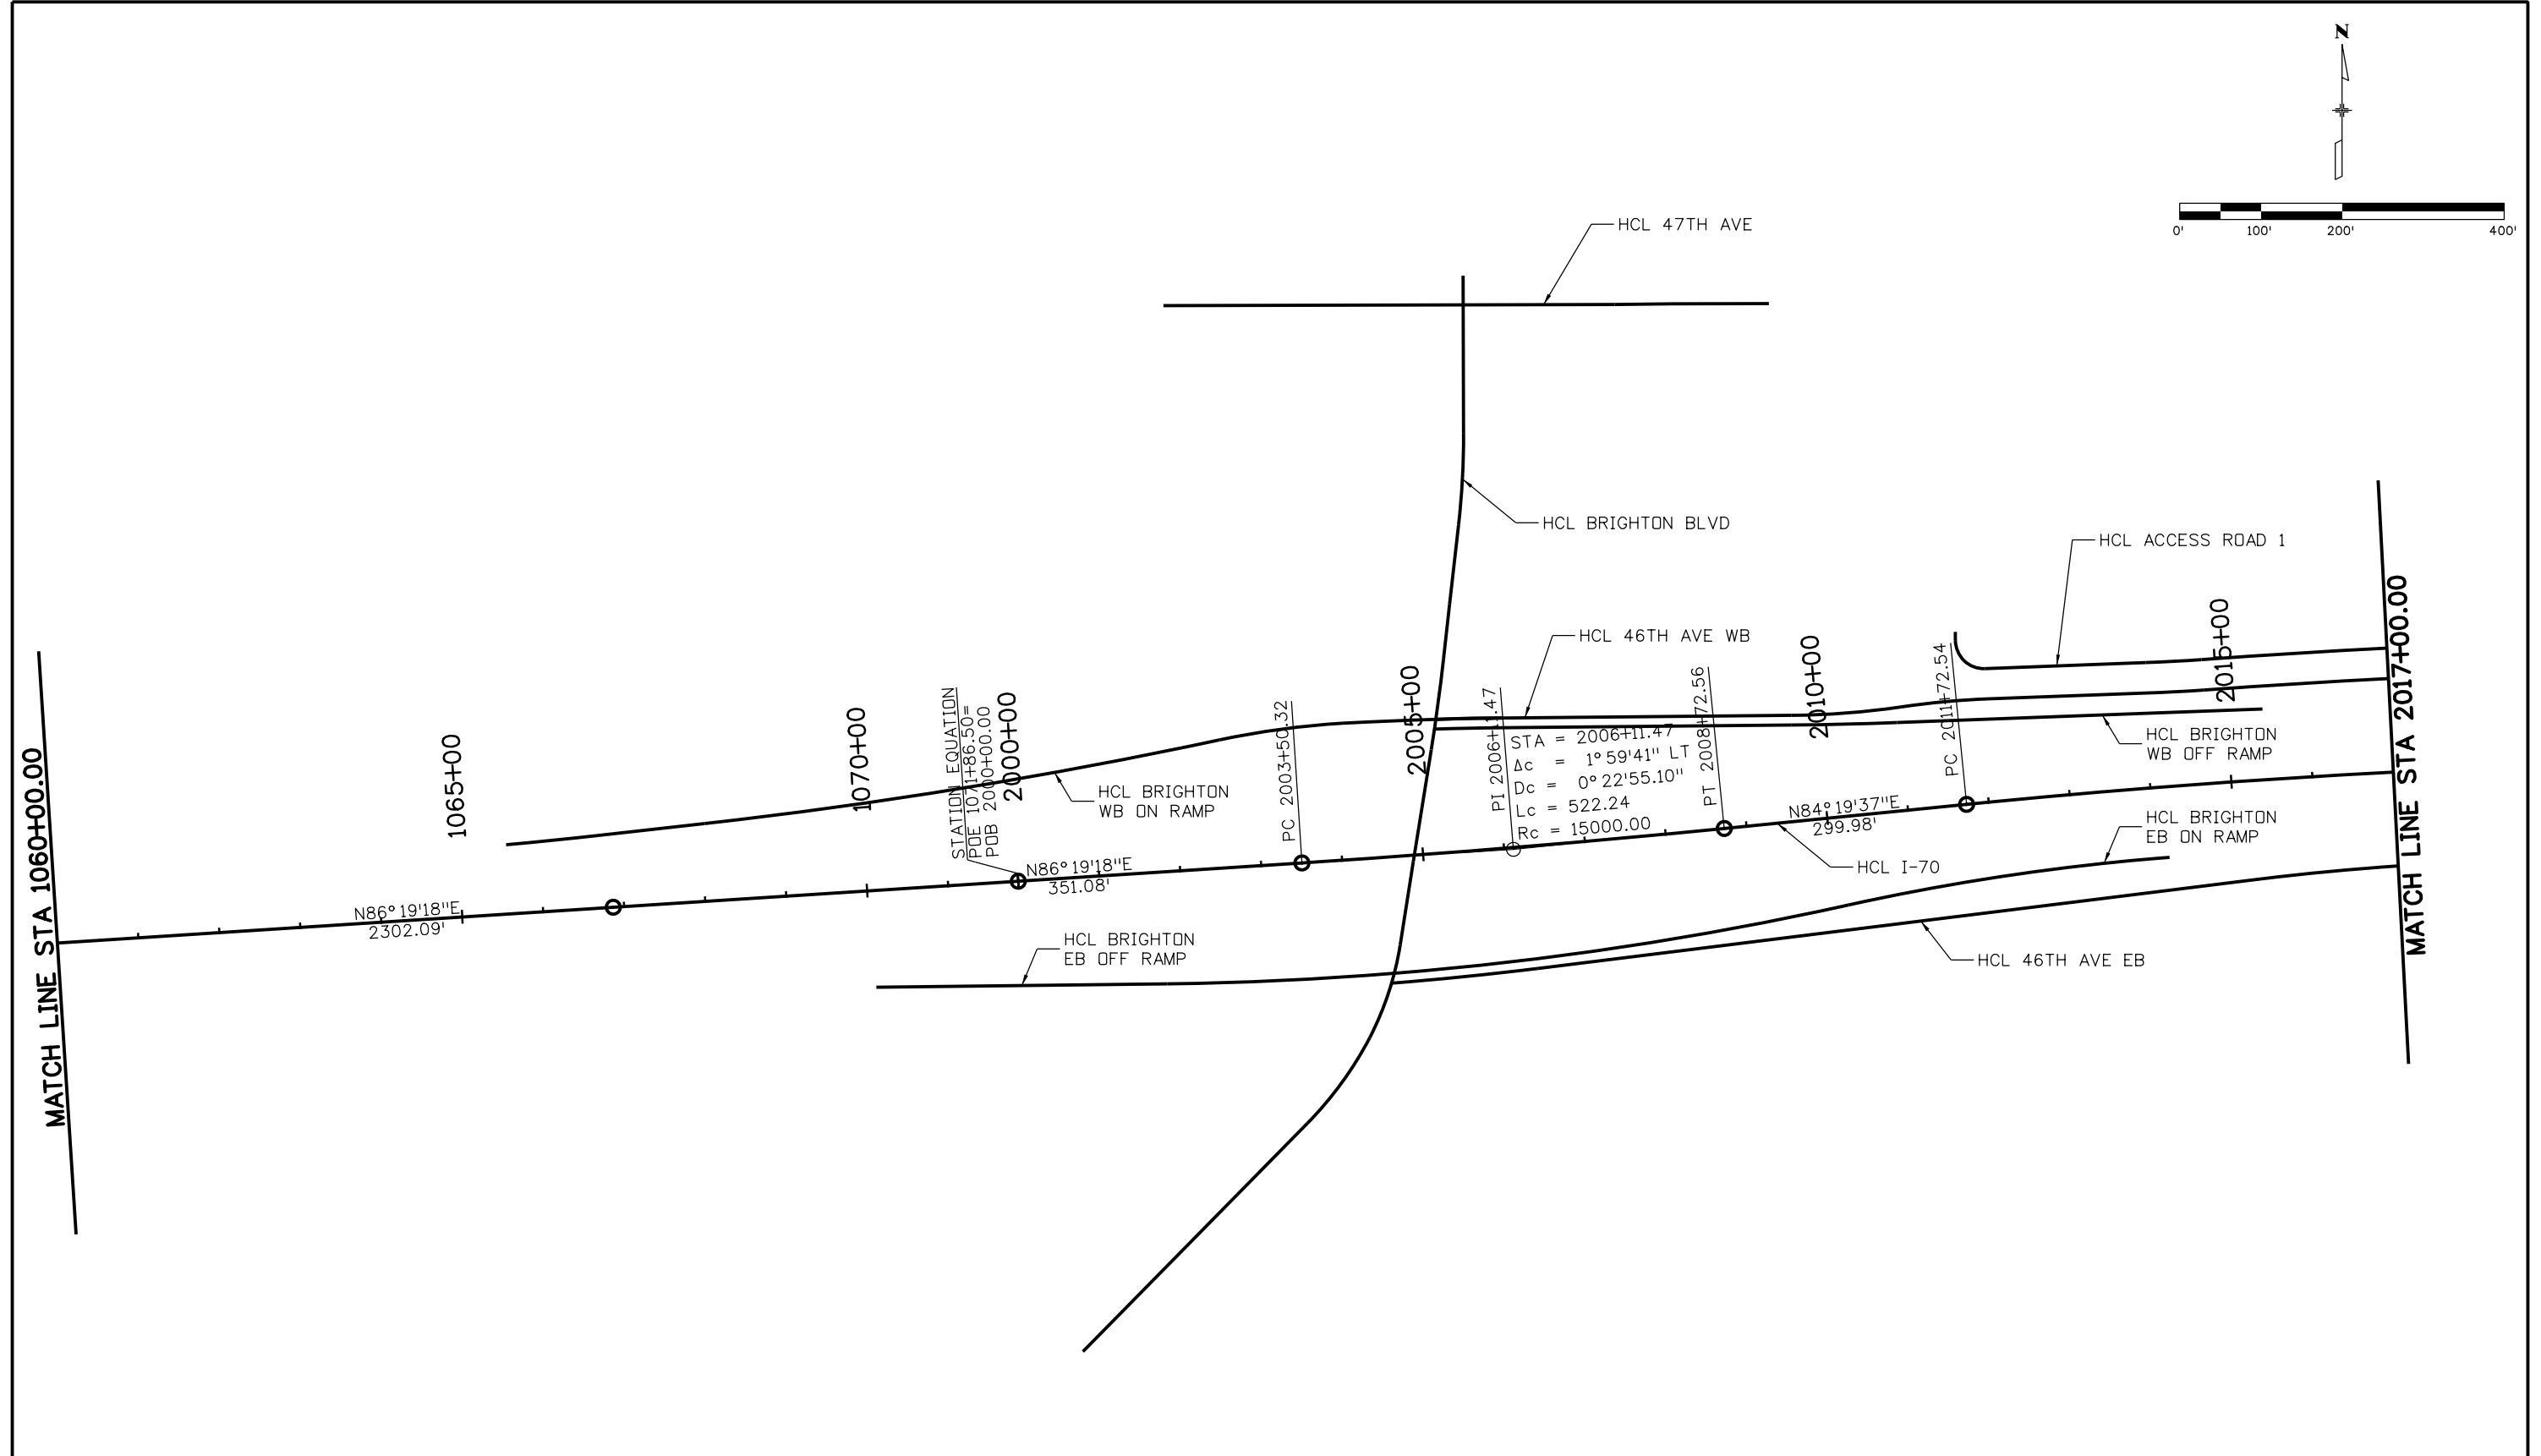 N
0' 100' 200' 400'
HCL 47TH AVE
HCL BRIGHTON BLVD
HCL ACCESS ROAD 1
HCL 46TH AVE WB
MATCH LINE STA 1060+00.00
1065+00
1070+00
STATION EQUATION
POE 1071+86.50=
POB 2000+00.00
2000+00
PC 2003+50.32
2005+00
PI 2006+11.47
STA = 2006+11.47
Δc = 1°59'41" LT
Dc = 0°22'55.10"
Lc = 522.24
Rc = 15000.00
PT 2008+72.56
2010+00
PC 2011+72.54
2015+00
MATCH LINE STA 2017+00.00
HCL BRIGHTON
WB ON RAMP
HCL BRIGHTON
WB OFF RAMP
N84°19'37"E
299.98'
HCL BRIGHTON
EB ON RAMP
HCL I-70
N86°19'18"E
351.08'
N86°19'18"E
2302.09'
HCL BRIGHTON
EB OFF RAMP
HCL 46TH AVE EB